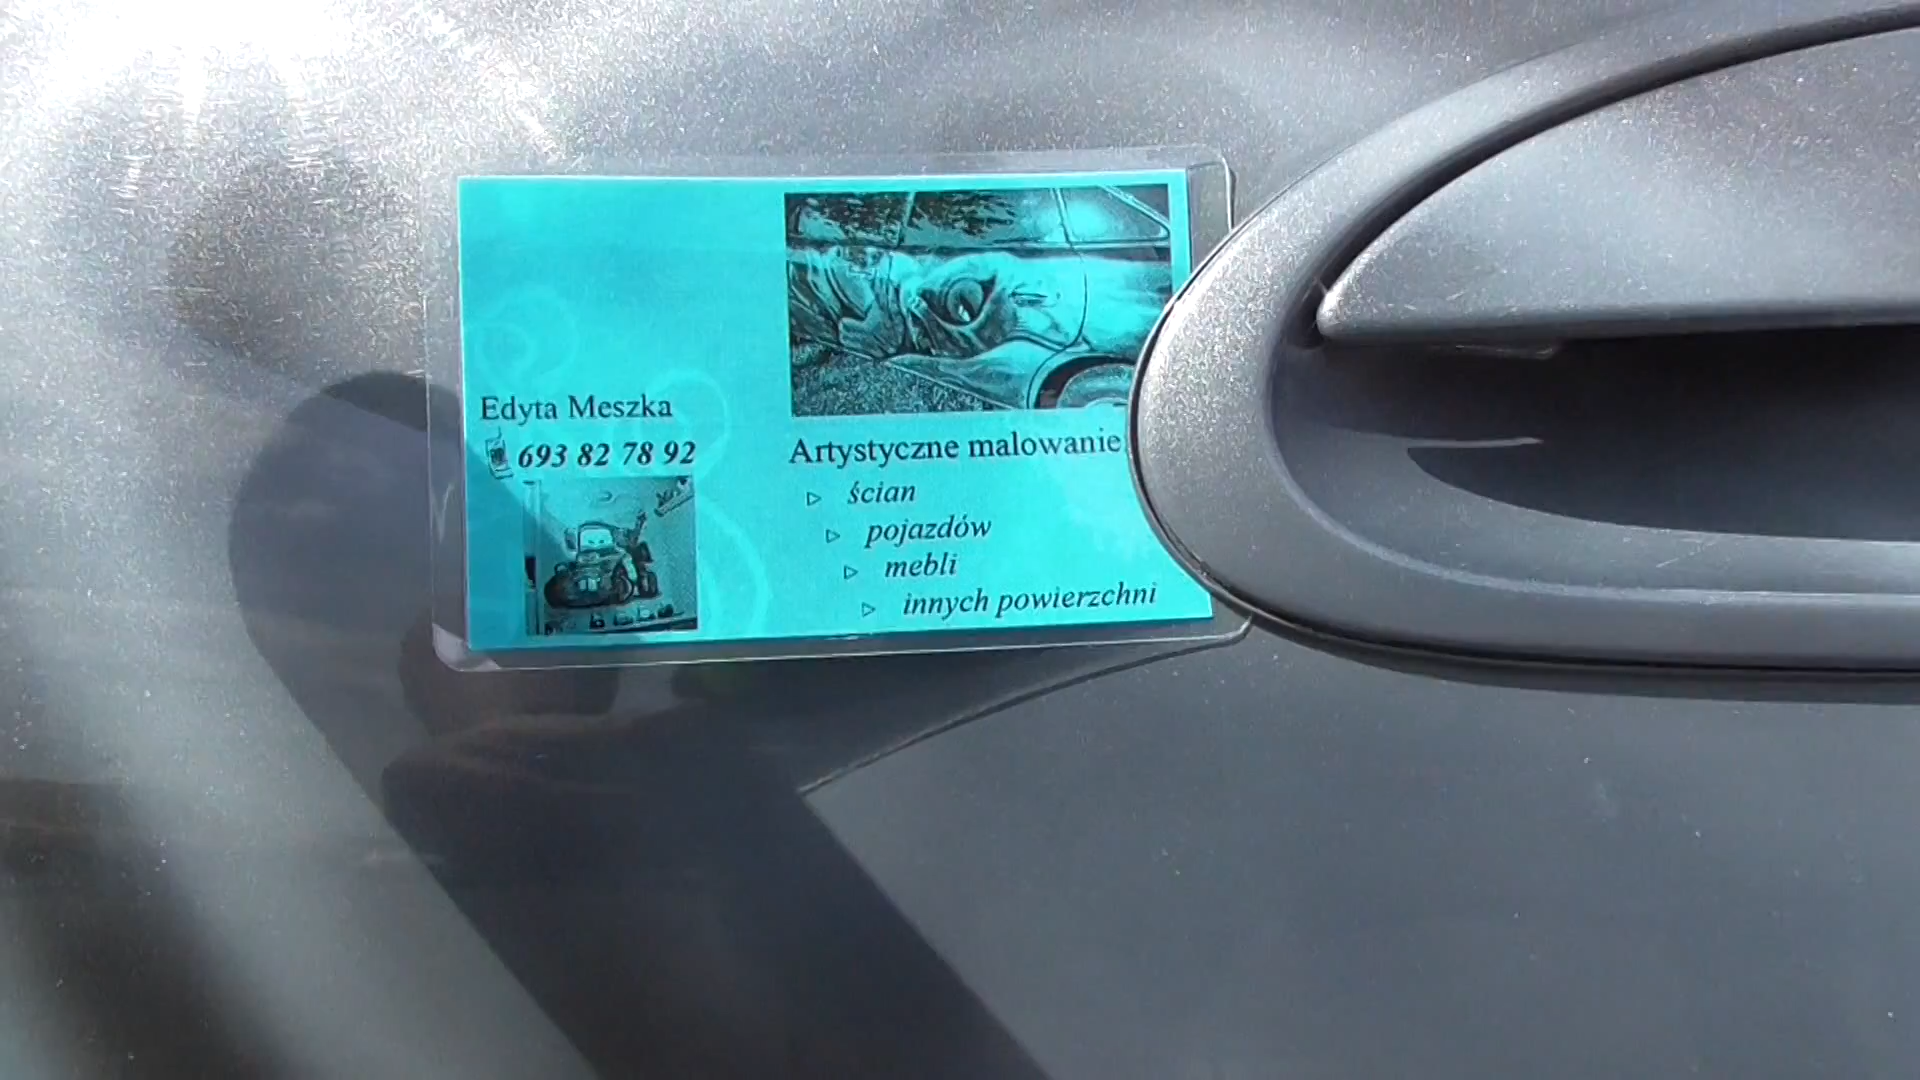 Edyta Meszka
693 82 78 92
Artystyczne malowanie
ścian
pojazdów
mebli
innych powierzchni